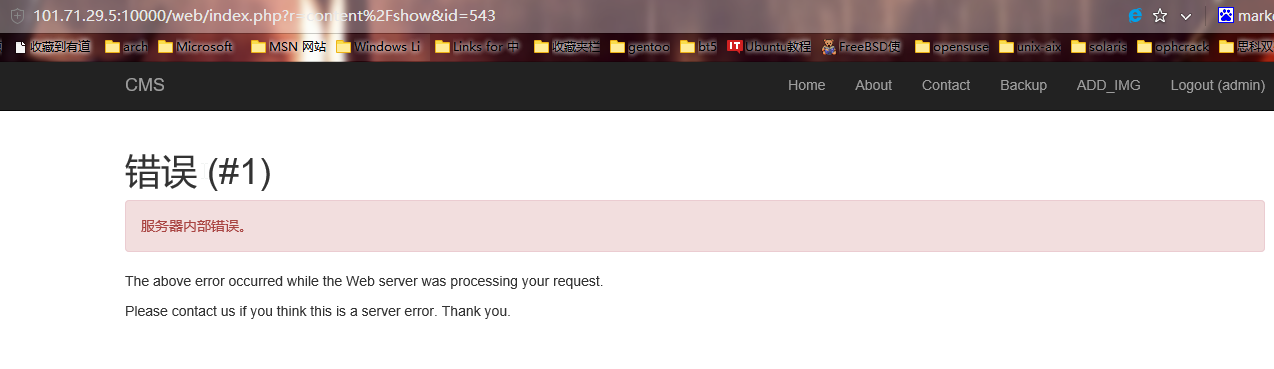 101.71.29.5:10000/web/index.php?r=content%2Fshow&id=543 mark
收藏到有道 arch Microsoft MSN 网站 Windows Li Links for 中 收藏夹栏 gentoo bt5 Ubuntu教程 FreeBSD使 opensuse unix-aix solaris ophcrack 思科双
CMS Home About Contact Backup ADD_IMG Logout (admin)
错误 (#1)
服务器内部错误。
The above error occurred while the Web server was processing your request.
Please contact us if you think this is a server error. Thank you.